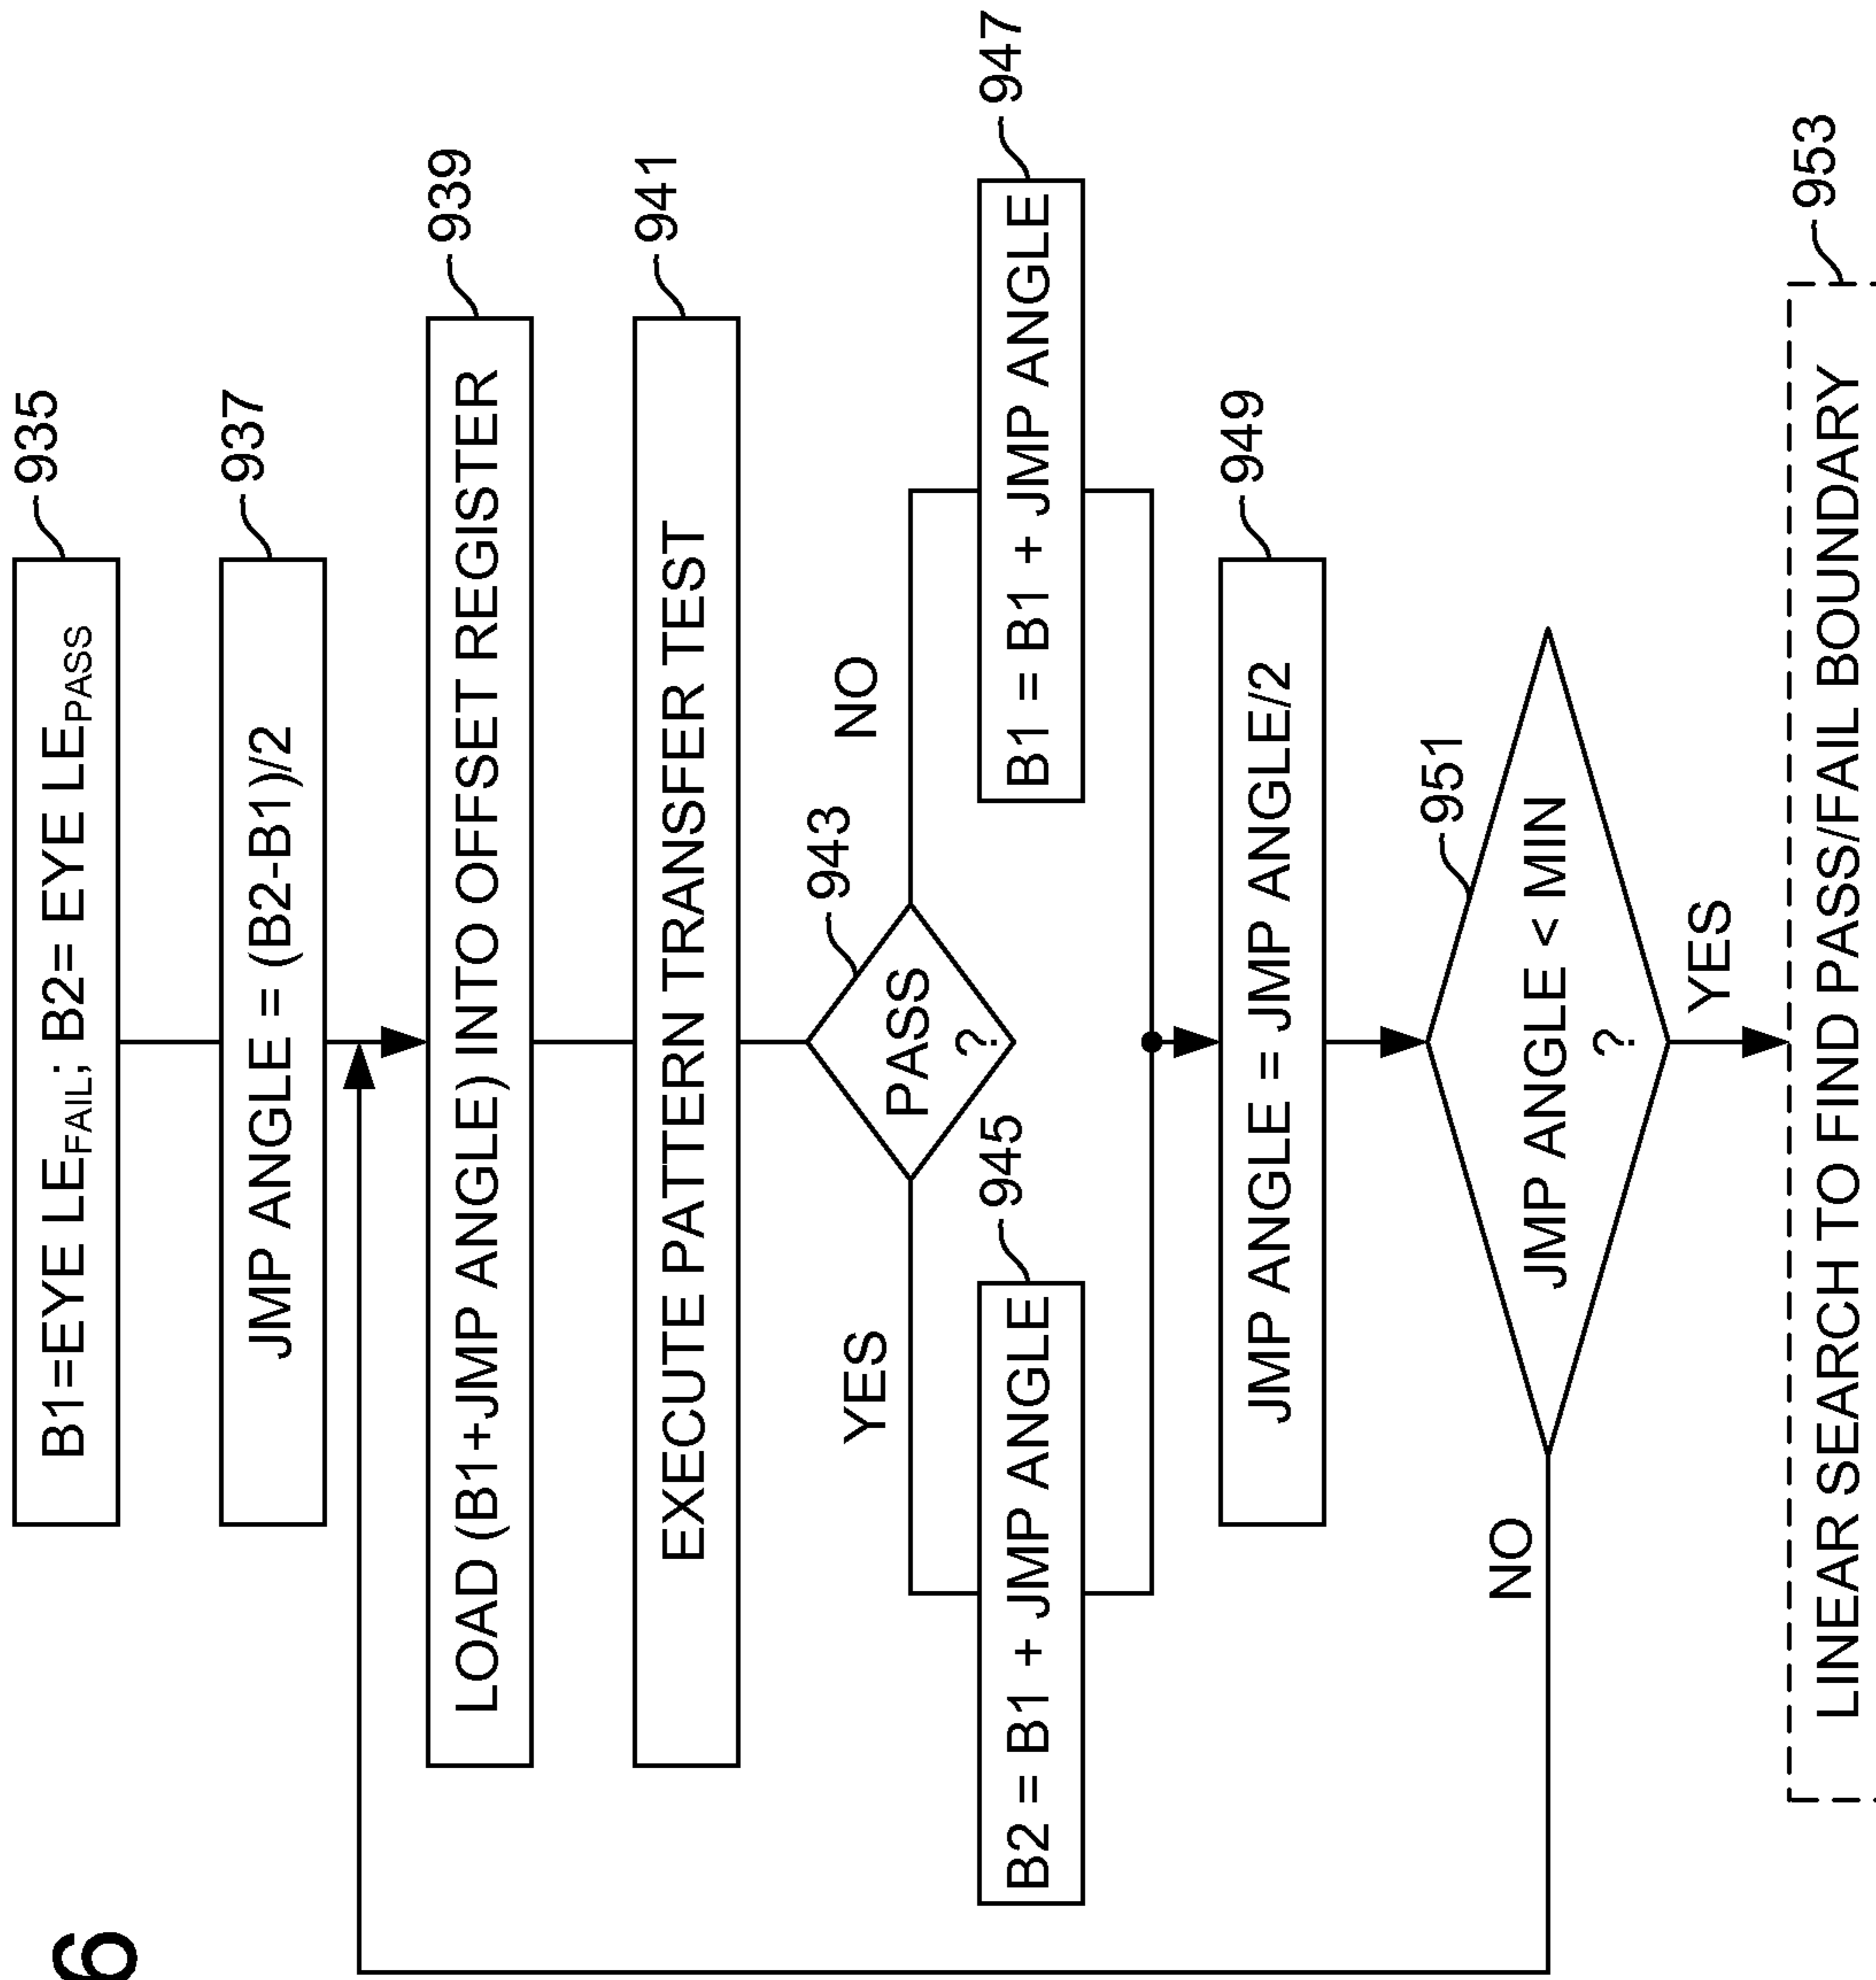 6
B1=EYE LE_FAIL; B2= EYE LE_PASS
935
JMP ANGLE = (B2-B1)/2
937
LOAD (B1+JMP ANGLE) INTO OFFSET REGISTER
939
EXECUTE PATTERN TRANSFER TEST
941
PASS
?
943
YES
NO
B2 = B1 + JMP ANGLE
945
B1 = B1 + JMP ANGLE
947
JMP ANGLE = JMP ANGLE/2
949
JMP ANGLE < MIN
?
951
NO
YES
LINEAR SEARCH TO FIND PASS/FAIL BOUNDARY
953